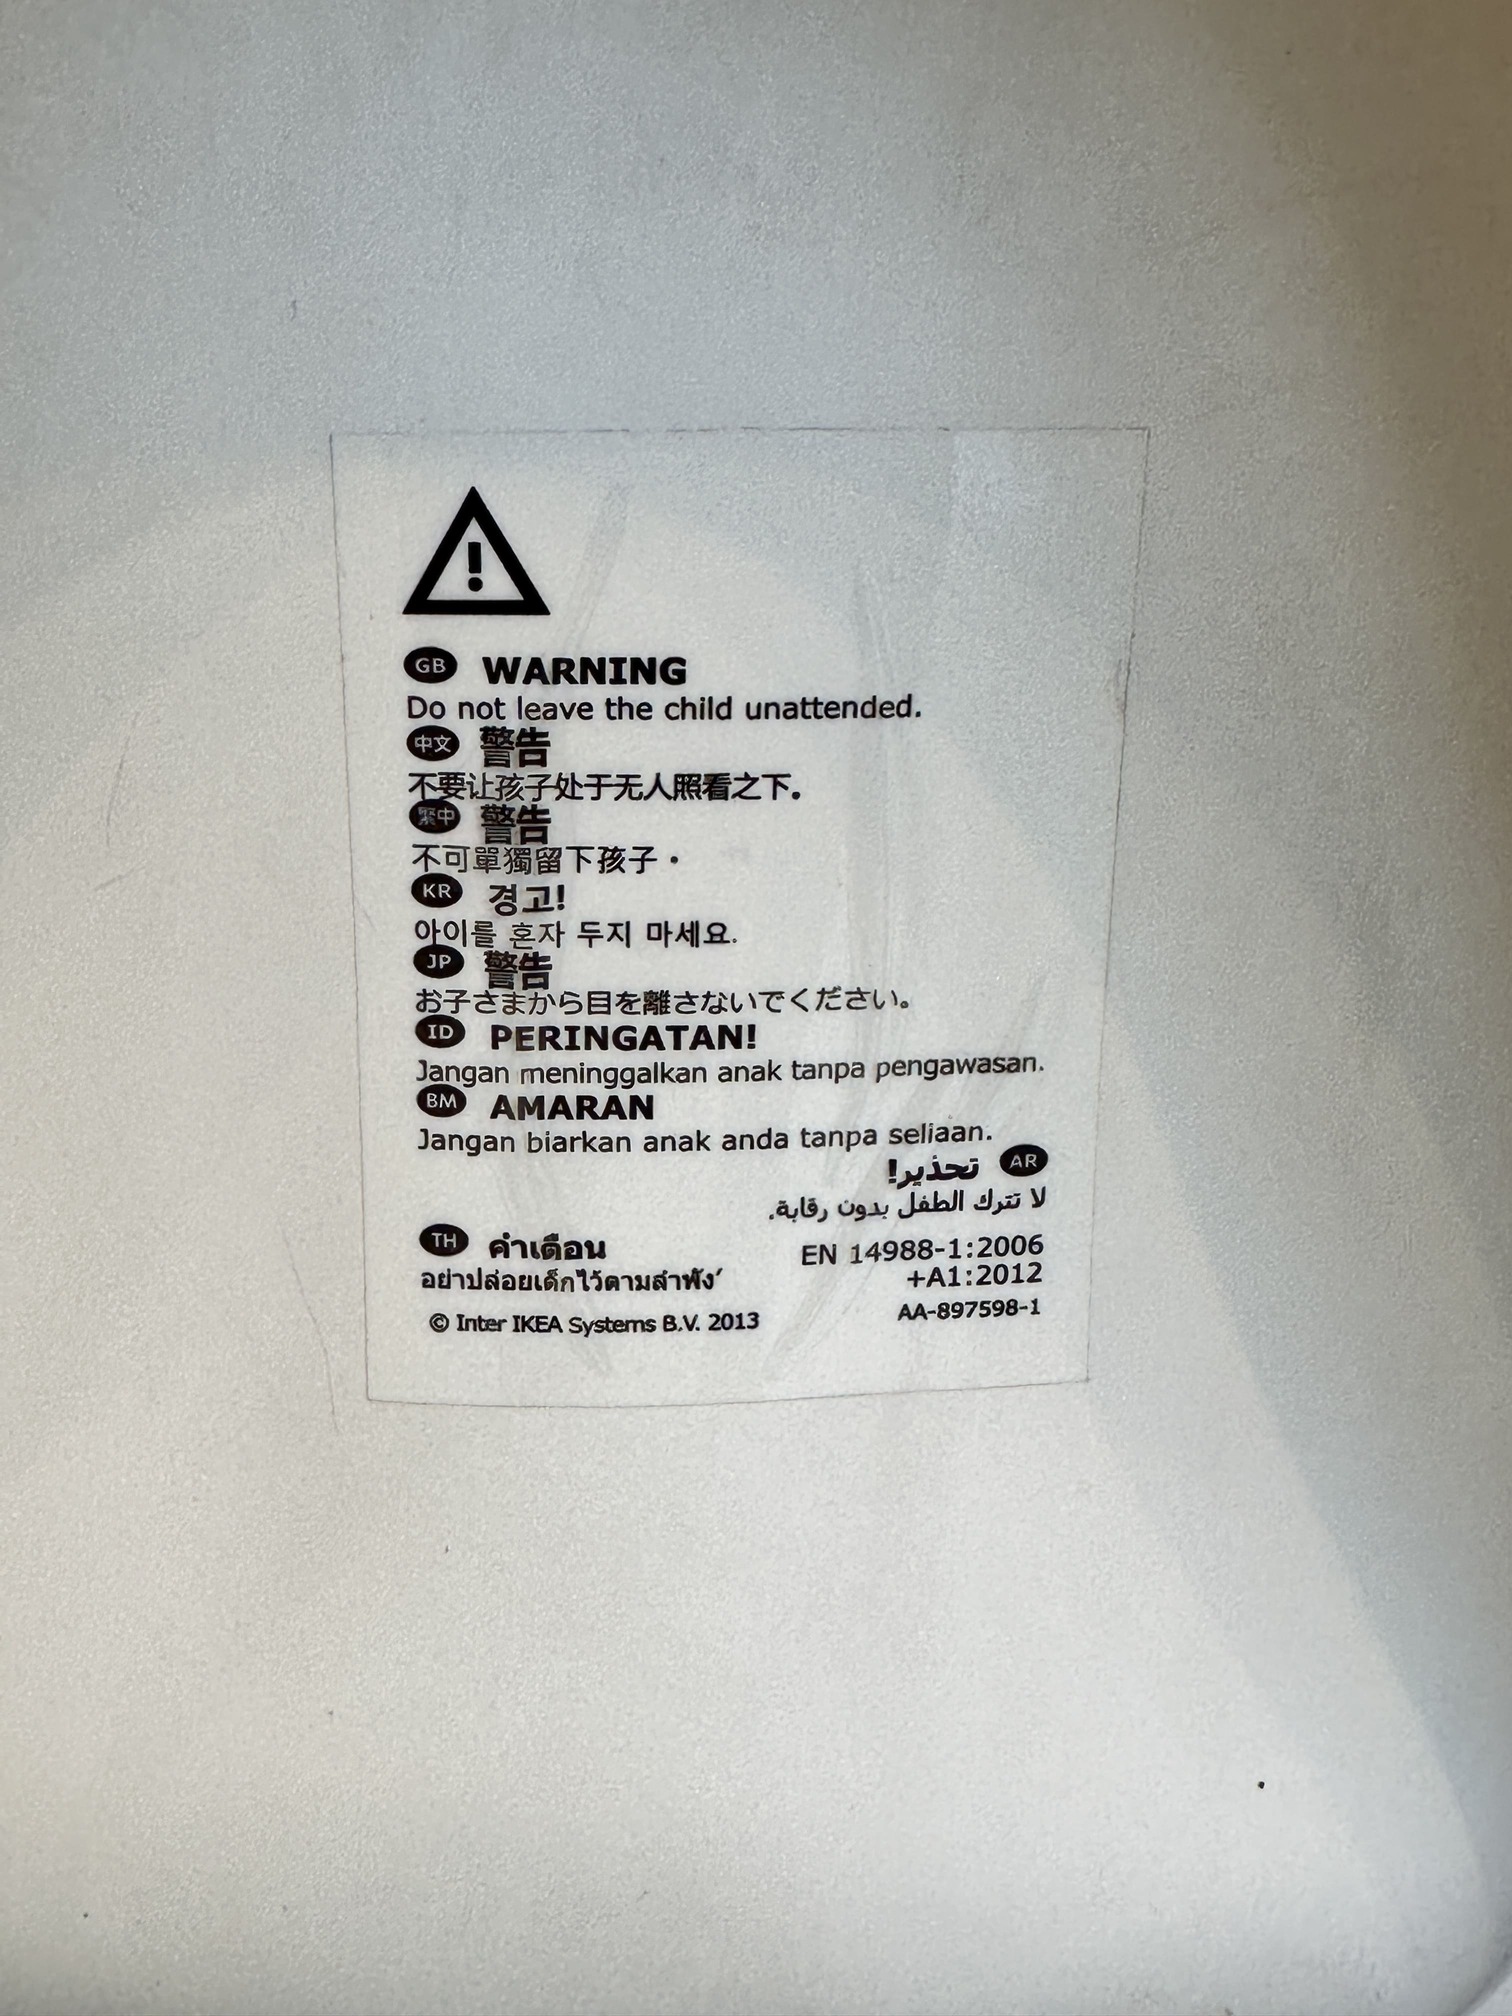 !
GB WARNING
Do not leave the child unattended.
中文 警告
不要让孩子处于无人照看之下。
繁中 警告
不可單獨留下孩子・
KR 경고!
아이를 혼자 두지 마세요.
JP 警告
お子さまから目を離さないでください。
ID PERINGATAN!
Jangan meninggalkan anak tanpa pengawasan.
BM AMARAN
Jangan biarkan anak anda tanpa seliaan.
AR تحذير!
لا تترك الطفل بدون رقابة.
TH คำเตือน
อย่าปล่อยเด็กไว้ตามลำพัง
EN 14988-1:2006
+A1:2012
© Inter IKEA Systems B.V. 2013
AA-897598-1